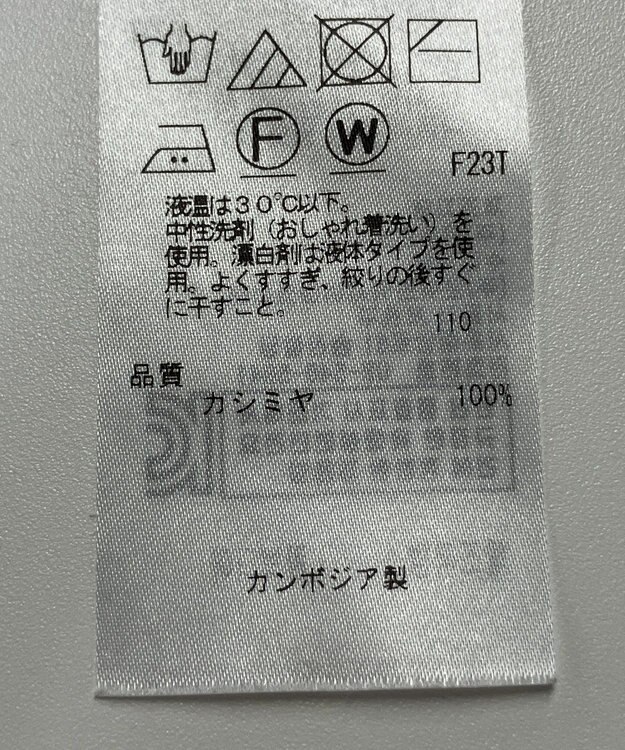 F
W
F23T
液温は30℃以下。
中性洗剤（おしゃれ着洗い）を
使用。漂白剤は液体タイプを使
用。よくすすぎ、絞りの後すぐ
に干すこと。
110
品質
カシミヤ 100%
カンボジア製